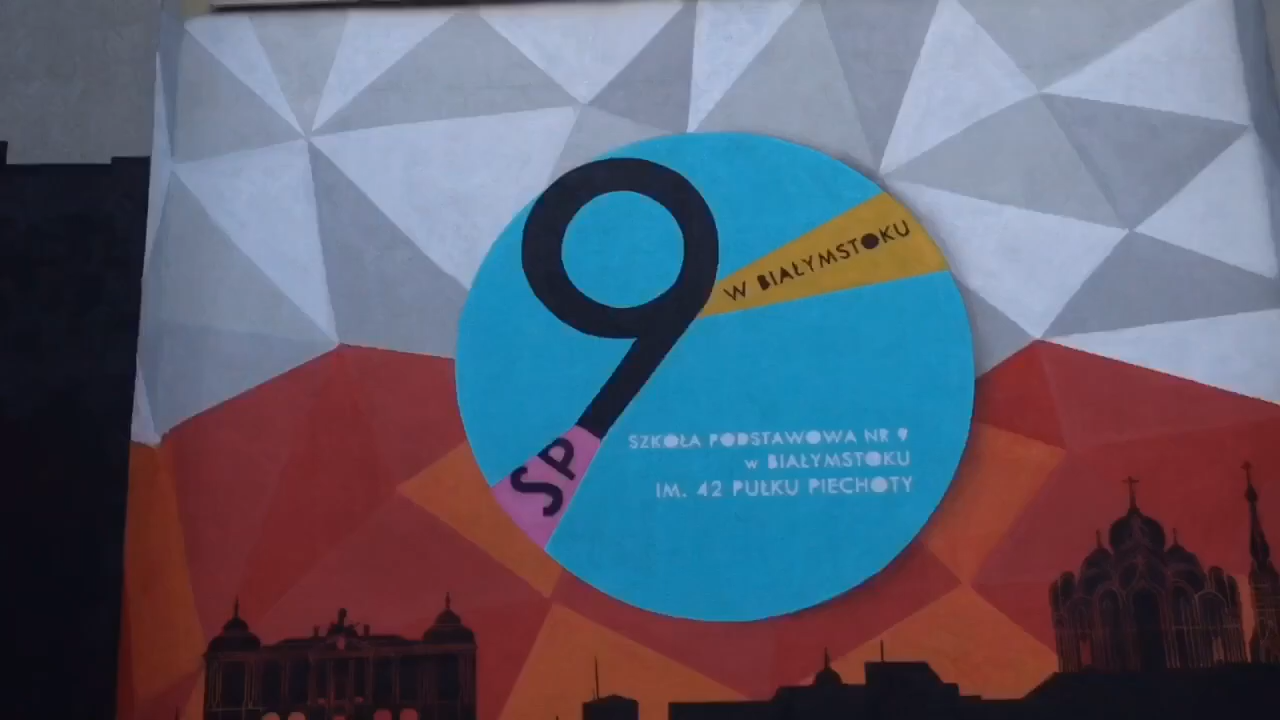 9
W BIAŁYMSTOKU
SP
SZKOŁA PODSTAWOWA NR 9
W BIAŁYMSTOKU
IM. 42 PUŁKU PIECHOTY